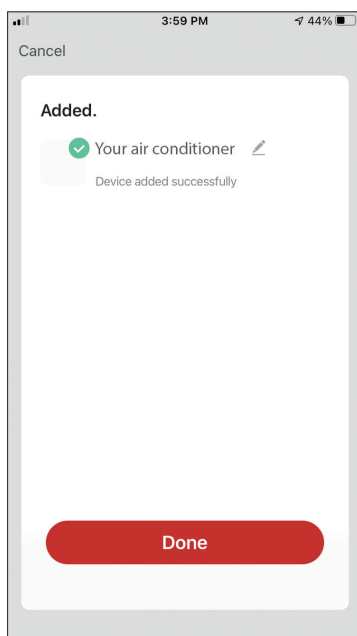 3:59 PM
44%
Cancel
Added.
Your air conditioner
Device added successfully
Done